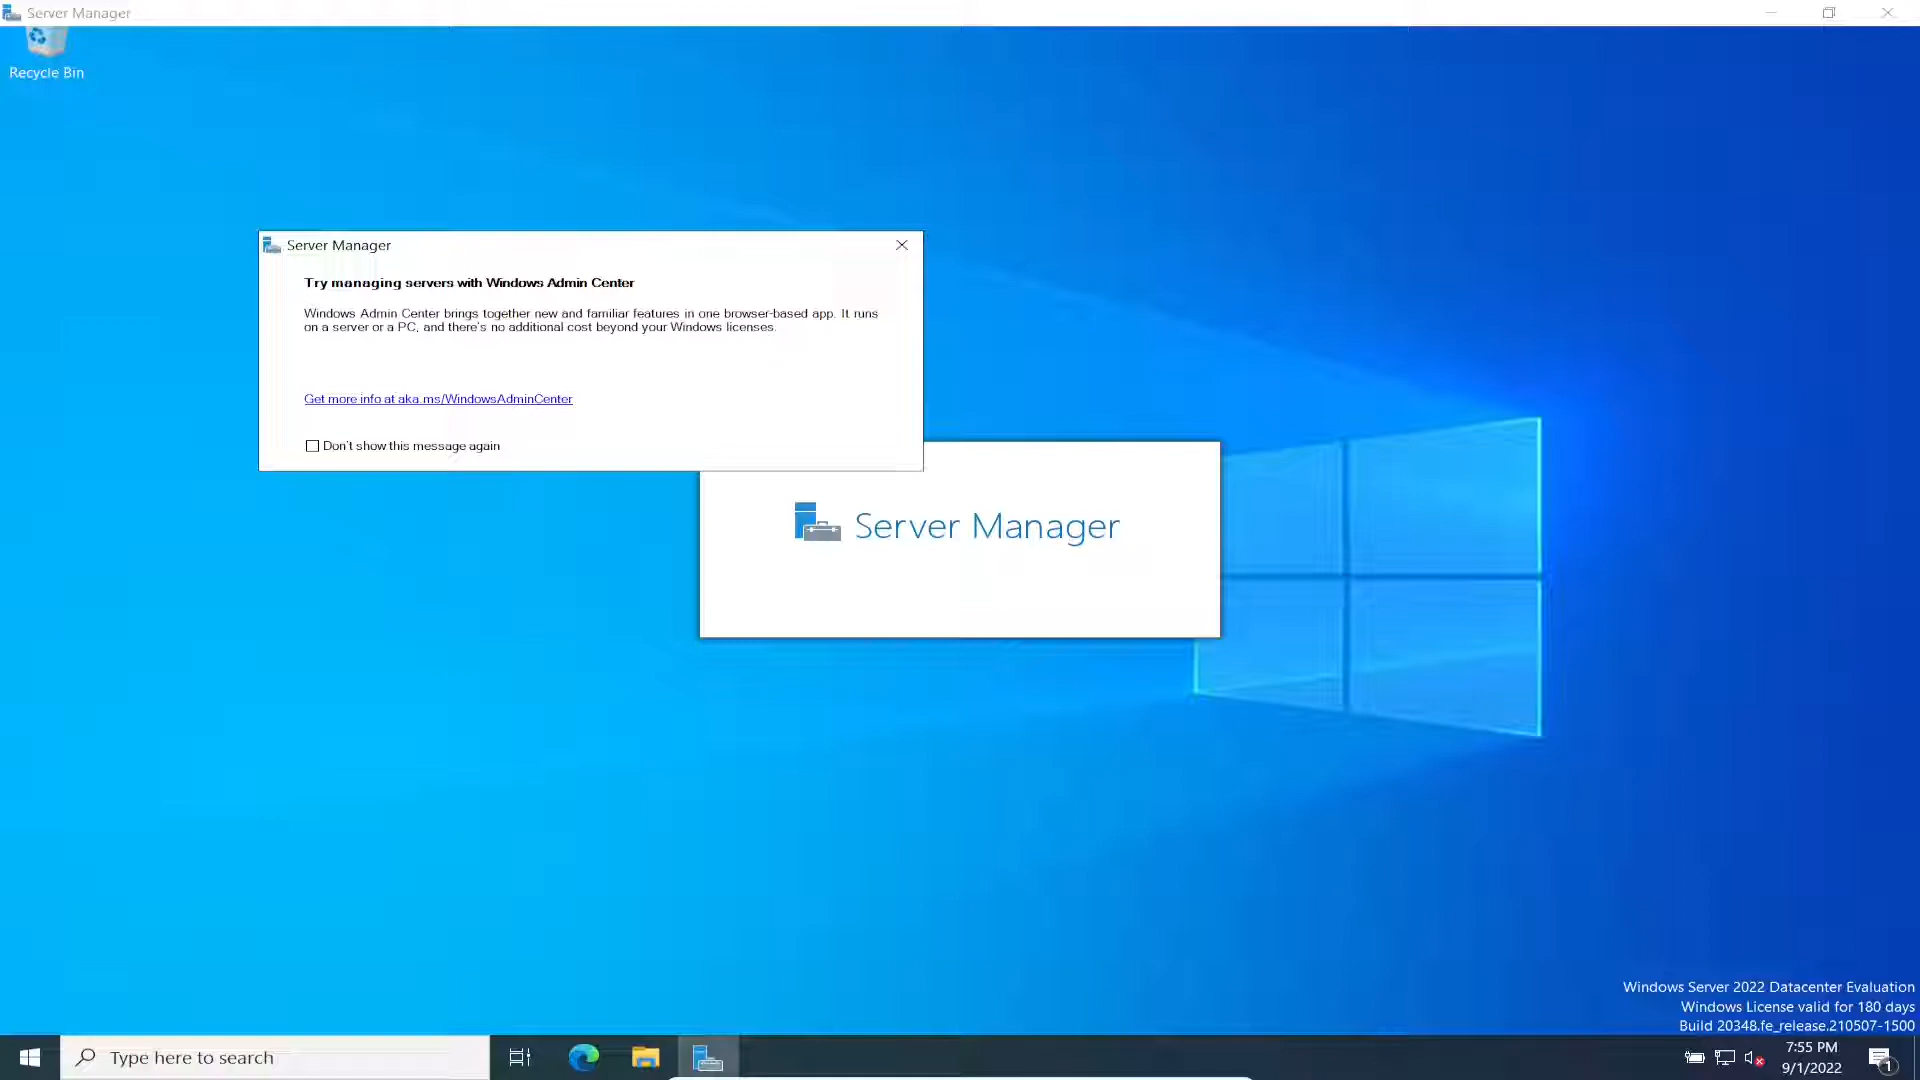 Server Manager
Recycle Bin
Server Manager
Try managing servers with Windows Admin Center
Windows Admin Center brings together new and familiar features in one browser-based app. It runs
on a server or a PC, and there's no additional cost beyond your Windows licenses.
Get more info at aka.ms/WindowsAdminCenter
Don't show this message again
Server Manager
Windows Server 2022 Datacenter Evaluation
Windows License valid for 180 days
Build 20348.fe_release.210507-1500
Type here to search
7:55 PM
9/1/2022
1